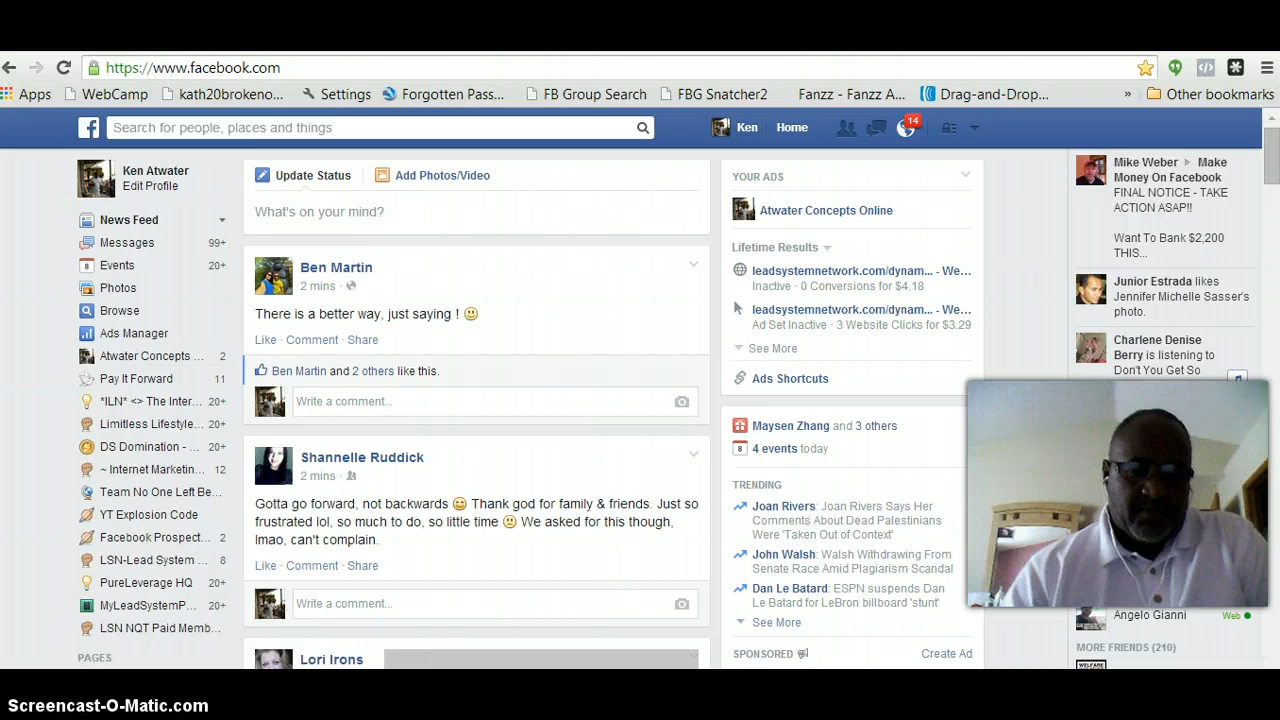 https://www.facebook.com
Apps WebCamp kath20brokeno... Settings Forgotten Pass... FB Group Search FBG Snatcher2 Fanzz - Fanzz A... Drag-and-Drop... » Other bookmarks
f Search for people, places and things Ken Home 14
Ken Atwater
Edit Profile
News Feed
Messages 99+
Events 20+
Photos
Browse
Ads Manager
Atwater Concepts ... 2
Pay It Forward 11
*ILN* <> The Inter... 20+
Limitless Lifestyle... 20+
DS Domination - ... 20+
~ Internet Marketin... 12
Team No One Left Be...
YT Explosion Code
Facebook Prospect... 2
LSN-Lead System ... 8
PureLeverage HQ 20+
MyLeadSystemP... 20+
LSN NQT Paid Memb...
PAGES
Update Status Add Photos/Video
What's on your mind?
Ben Martin
2 mins ·
There is a better way, just saying !
Like · Comment · Share
Ben Martin and 2 others like this.
Write a comment...
Shannelle Ruddick
2 mins ·
Gotta go forward, not backwards Thank god for family & friends. Just so
frustrated lol, so much to do, so little time We asked for this though,
lmao, can't complain.
Like · Comment · Share
Write a comment...
Lori Irons
YOUR ADS
Atwater Concepts Online
Lifetime Results
leadsystemnetwork.com/dynam... - We...
Inactive · 0 Conversions for $4.18
leadsystemnetwork.com/dynam... - We...
Ad Set Inactive · 3 Website Clicks for $3.29
See More
Ads Shortcuts
Maysen Zhang and 3 others
8 4 events today
TRENDING
Joan Rivers: Joan Rivers Says Her
Comments About Dead Palestinians
Were 'Taken Out of Context'
John Walsh: Walsh Withdrawing From
Senate Race Amid Plagiarism Scandal
Dan Le Batard: ESPN suspends Dan
Le Batard for LeBron billboard 'stunt'
See More
SPONSORED Create Ad
Mike Weber Make
Money On Facebook
FINAL NOTICE - TAKE
ACTION ASAP!!
Want To Bank $2,200
THIS...
Junior Estrada likes
Jennifer Michelle Sasser's
photo.
Charlene Denise
Berry is listening to
Don't You Get So
Angelo Gianni Web
MORE FRIENDS (210)
WELFARE
Screencast-O-Matic.com